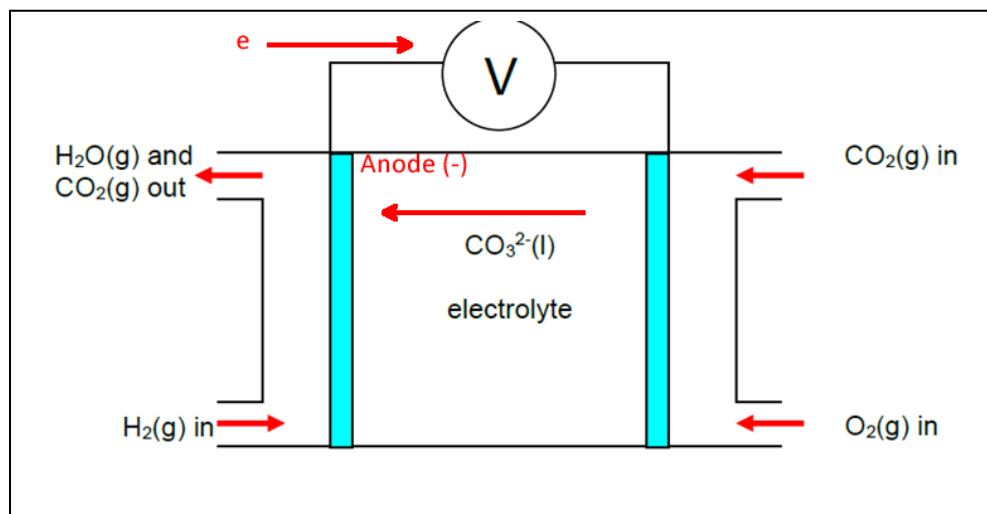 e
V
H₂O(g) and
CO₂(g) out
Anode (-)
CO₂(g) in
CO₃²⁻(l)
electrolyte
H₂(g) in
O₂(g) in